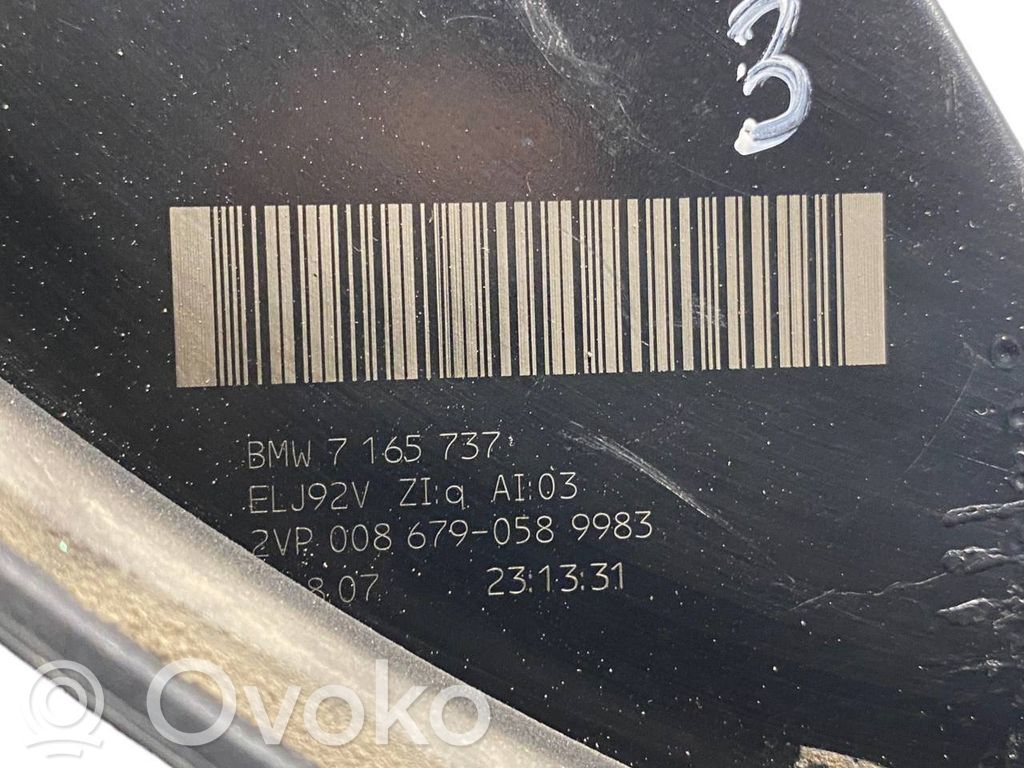 3
BMW 7 165 737
ELJ92V ZI:q AI:03
2VP 008 679-058 9983
8.07 23:13:31
Ovoko